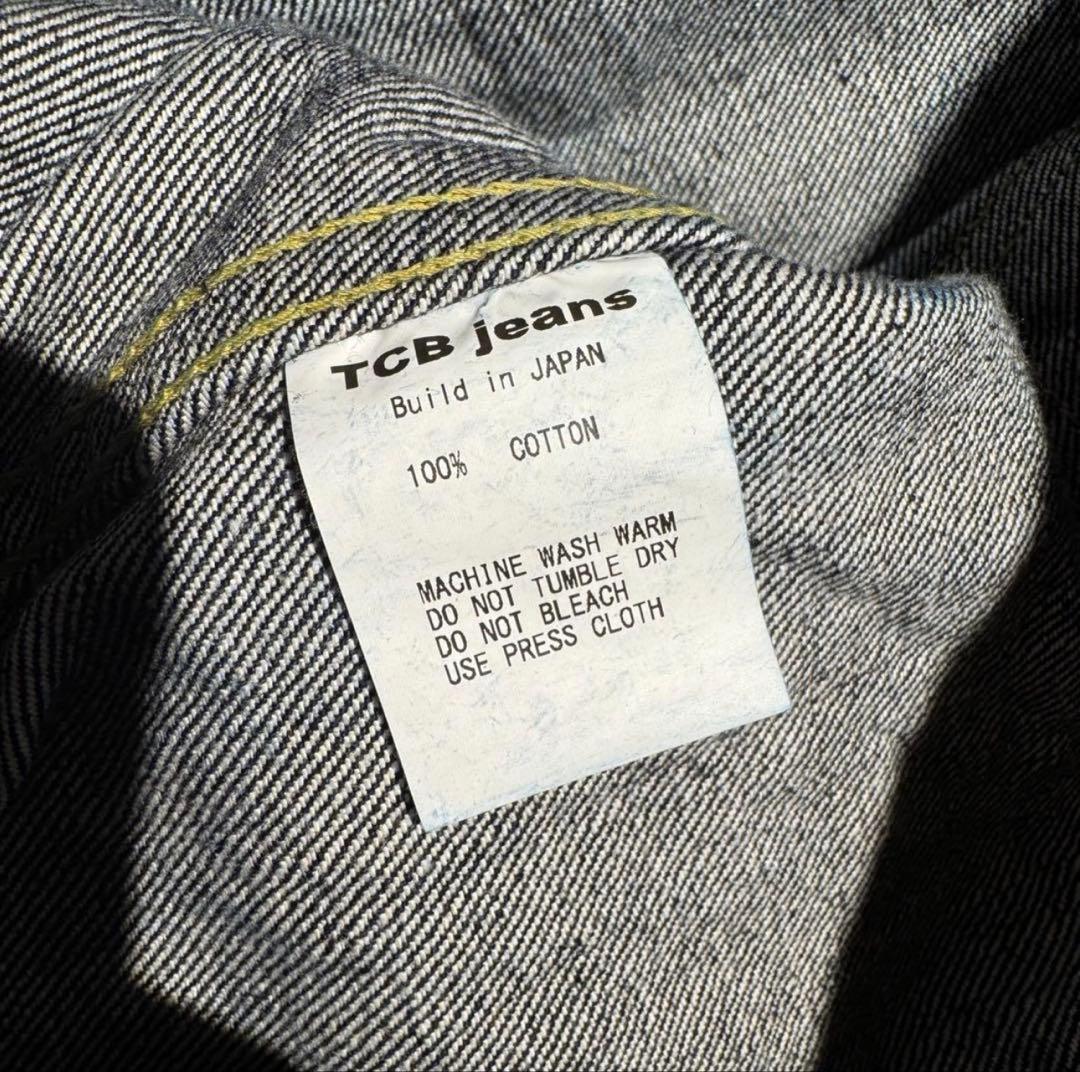 TCB jeans
Build in JAPAN
100% COTTON
MACHINE WASH WARM
DO NOT TUMBLE DRY
DO NOT BLEACH
USE PRESS CLOTH